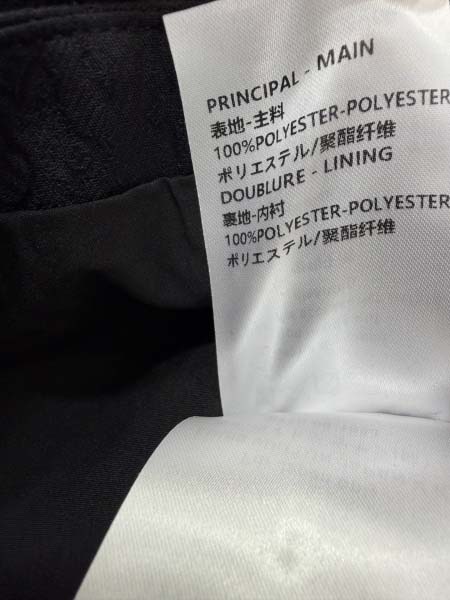 PRINCIPAL - MAIN
表地-主料
100%POLYESTER-POLYESTER
ポリエステル/聚酯纤维
DOUBLURE - LINING
裏地-内衬
100%POLYESTER-POLYESTER
ポリエステル/聚酯纤维